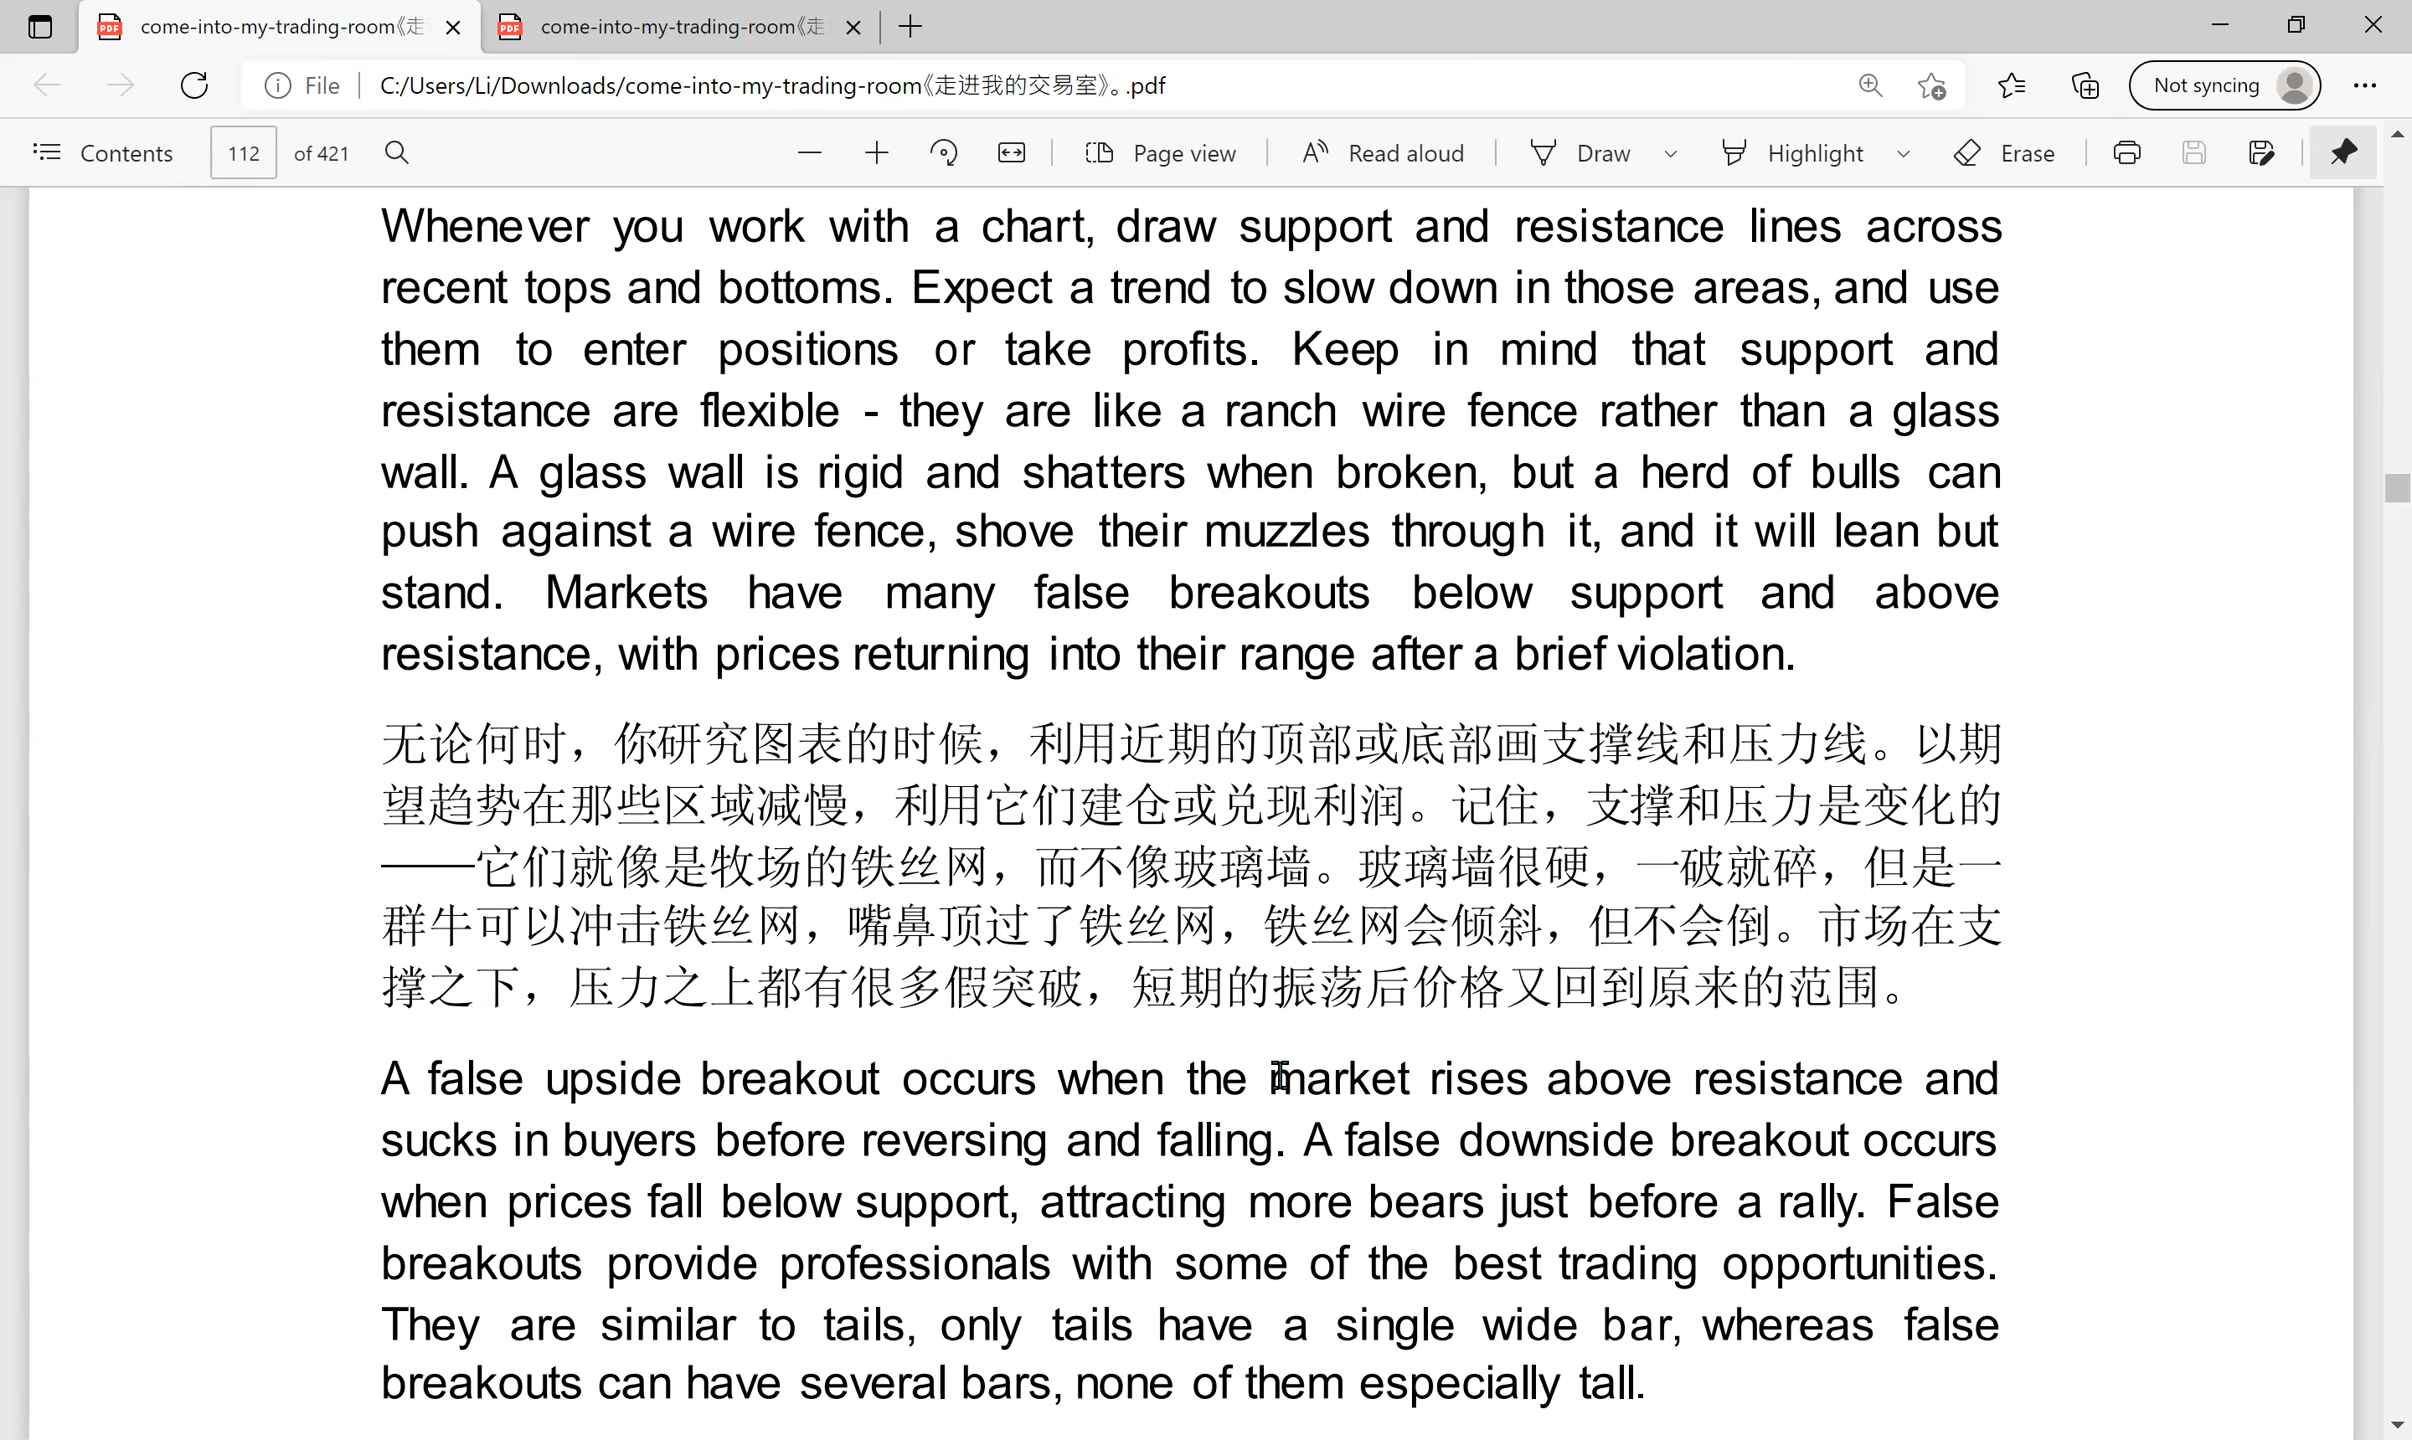 come-into-my-trading-room《走
come-into-my-trading-room《走
File
C:/Users/Li/Downloads/come-into-my-trading-room《走进我的交易室》。.pdf
Not syncing
Contents
112
of 421
Page view
Read aloud
Draw
Highlight
Erase
Whenever you work with a chart, draw support and resistance lines across
recent tops and bottoms. Expect a trend to slow down in those areas, and use
them to enter positions or take profits. Keep in mind that support and
resistance are flexible - they are like a ranch wire fence rather than a glass
wall. A glass wall is rigid and shatters when broken, but a herd of bulls can
push against a wire fence, shove their muzzles through it, and it will lean but
stand. Markets have many false breakouts below support and above
resistance, with prices returning into their range after a brief violation.
无论何时，你研究图表的时候，利用近期的顶部或底部画支撑线和压力线。以期
望趋势在那些区域减慢，利用它们建仓或兑现利润。记住，支撑和压力是变化的
——它们就像是牧场的铁丝网，而不像玻璃墙。玻璃墙很硬，一破就碎，但是一
群牛可以冲击铁丝网，嘴鼻顶过了铁丝网，铁丝网会倾斜，但不会倒。市场在支
撑之下，压力之上都有很多假突破，短期的振荡后价格又回到原来的范围。
A false upside breakout occurs when the market rises above resistance and
sucks in buyers before reversing and falling. A false downside breakout occurs
when prices fall below support, attracting more bears just before a rally. False
breakouts provide professionals with some of the best trading opportunities.
They are similar to tails, only tails have a single wide bar, whereas false
breakouts can have several bars, none of them especially tall.